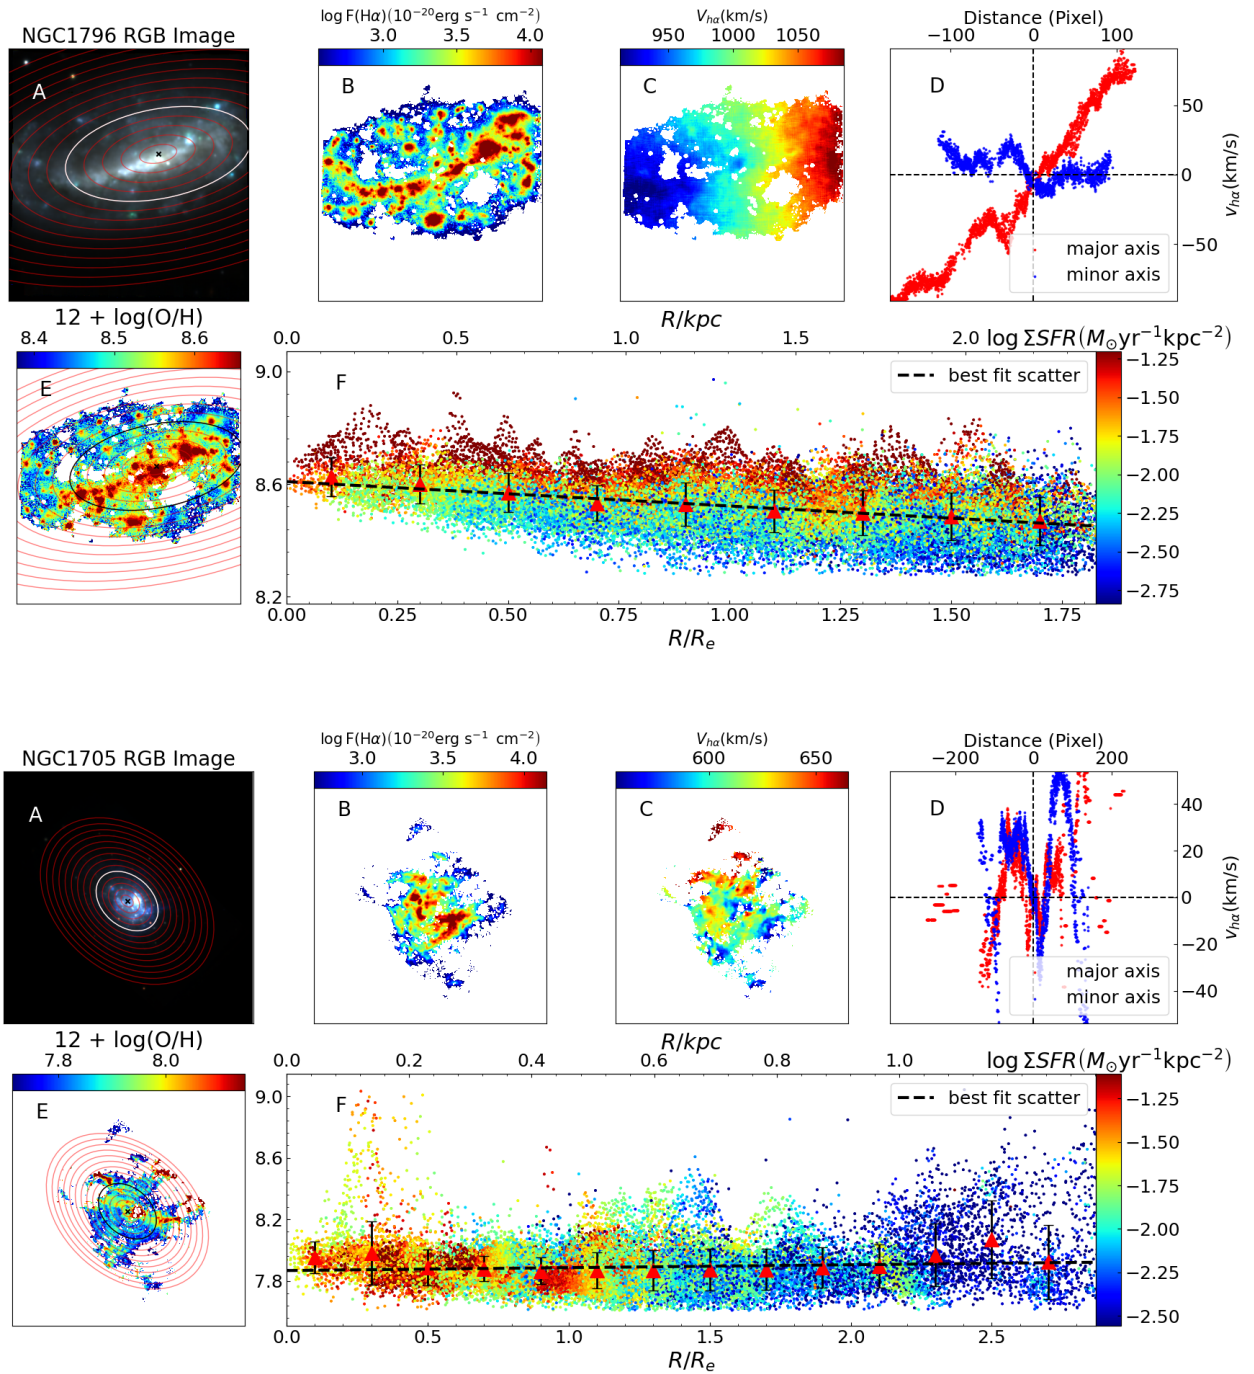 log F(Hα)(10⁻²⁰erg s⁻¹ cm⁻²)
V_hα(km/s)
Distance (Pixel)
NGC1796 RGB Image
3.0 3.5 4.0
950 1000 1050
−100 0 100
A
B
C
D
50
0
−50
v_hα(km/s)
major axis
minor axis
12 + log(O/H)
R/kpc
log ΣSFR(M⊙yr⁻¹kpc⁻²)
8.4 8.5 8.6
0.0 0.5 1.0 1.5 2.0
E
F
best fit scatter
9.0
8.6
8.2
−1.25
−1.50
−1.75
−2.00
−2.25
−2.50
−2.75
0.00 0.25 0.50 0.75 1.00 1.25 1.50 1.75
R/R_e
log F(Hα)(10⁻²⁰erg s⁻¹ cm⁻²)
V_hα(km/s)
Distance (Pixel)
NGC1705 RGB Image
3.0 3.5 4.0
600 650
−200 0 200
A
B
C
D
40
20
0
−20
−40
v_hα(km/s)
major axis
minor axis
12 + log(O/H)
R/kpc
log ΣSFR(M⊙yr⁻¹kpc⁻²)
7.8 8.0
0.0 0.2 0.4 0.6 0.8 1.0
E
F
best fit scatter
9.0
8.6
8.2
7.8
−1.25
−1.50
−1.75
−2.00
−2.25
−2.50
0.0 0.5 1.0 1.5 2.0 2.5
R/R_e